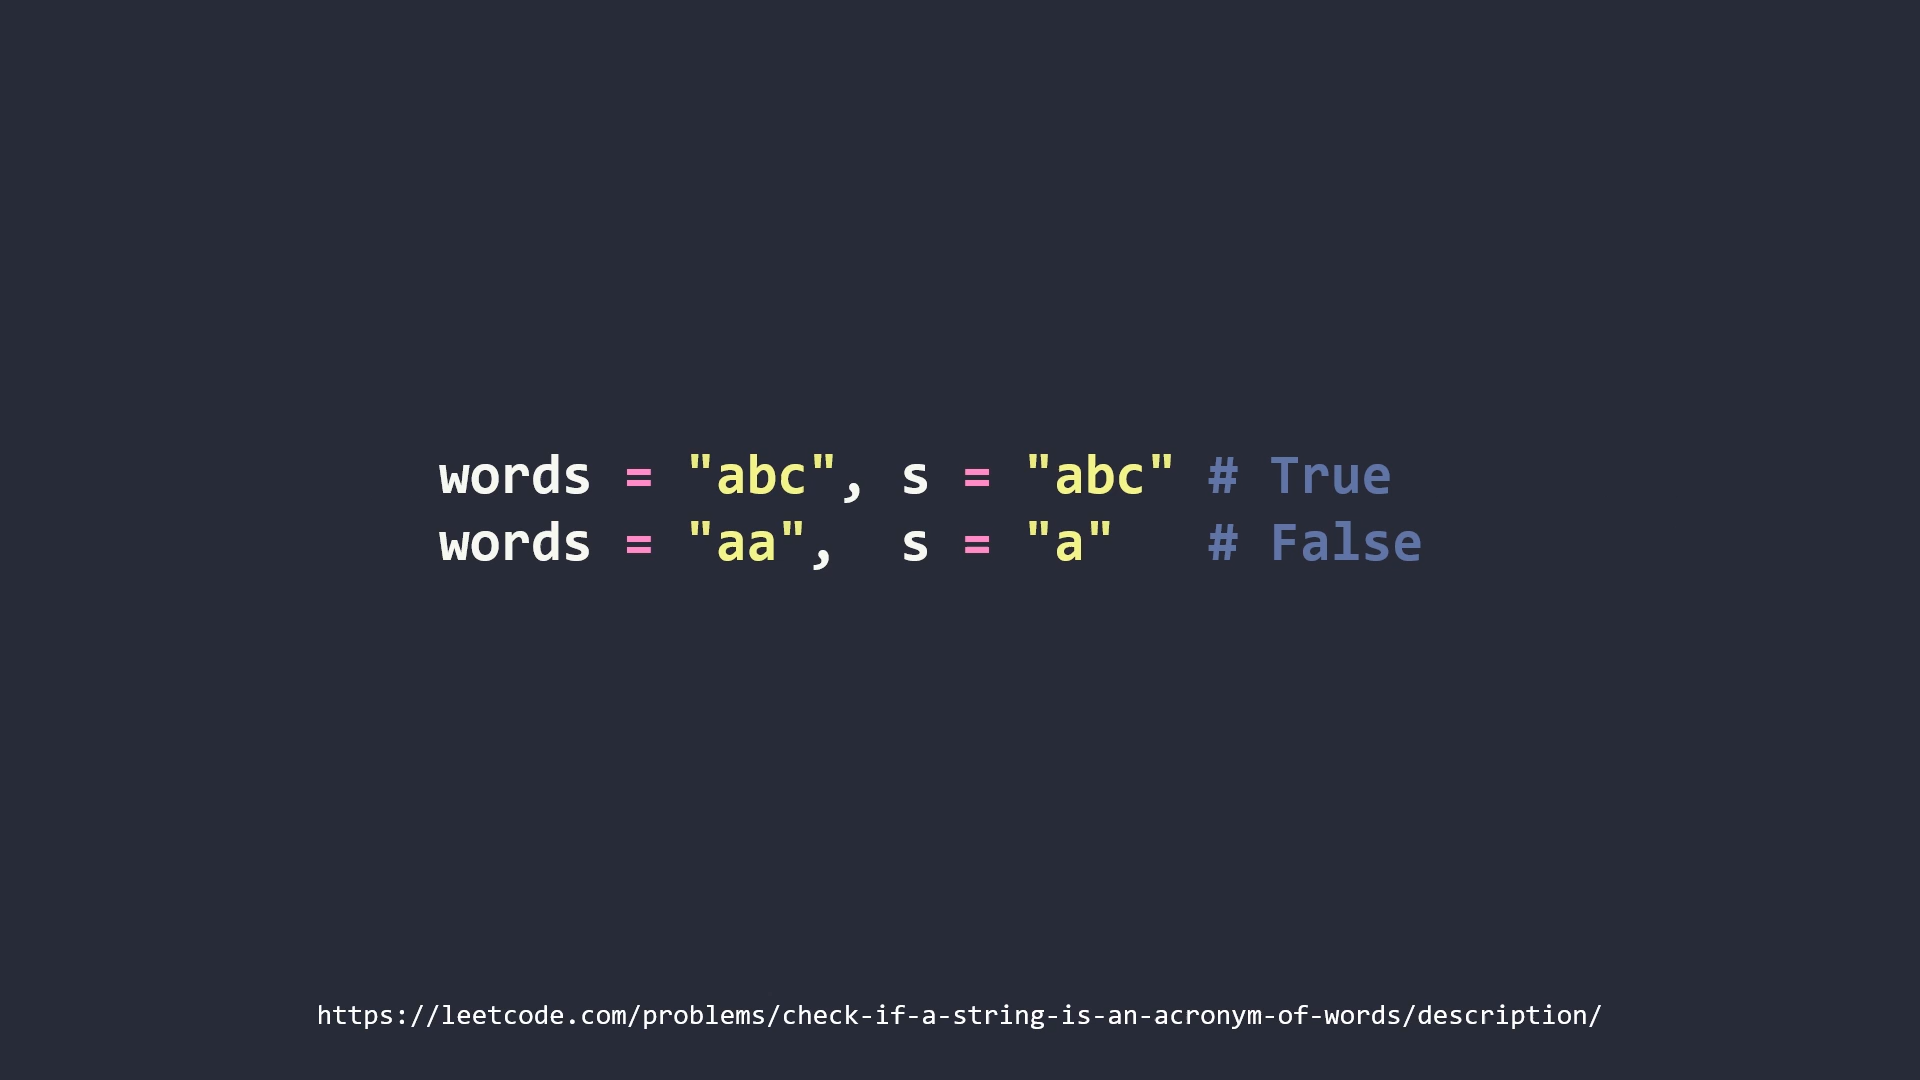 words = "abc", s = "abc" # True
words = "aa",  s = "a"   # False
https://leetcode.com/problems/check-if-a-string-is-an-acronym-of-words/description/